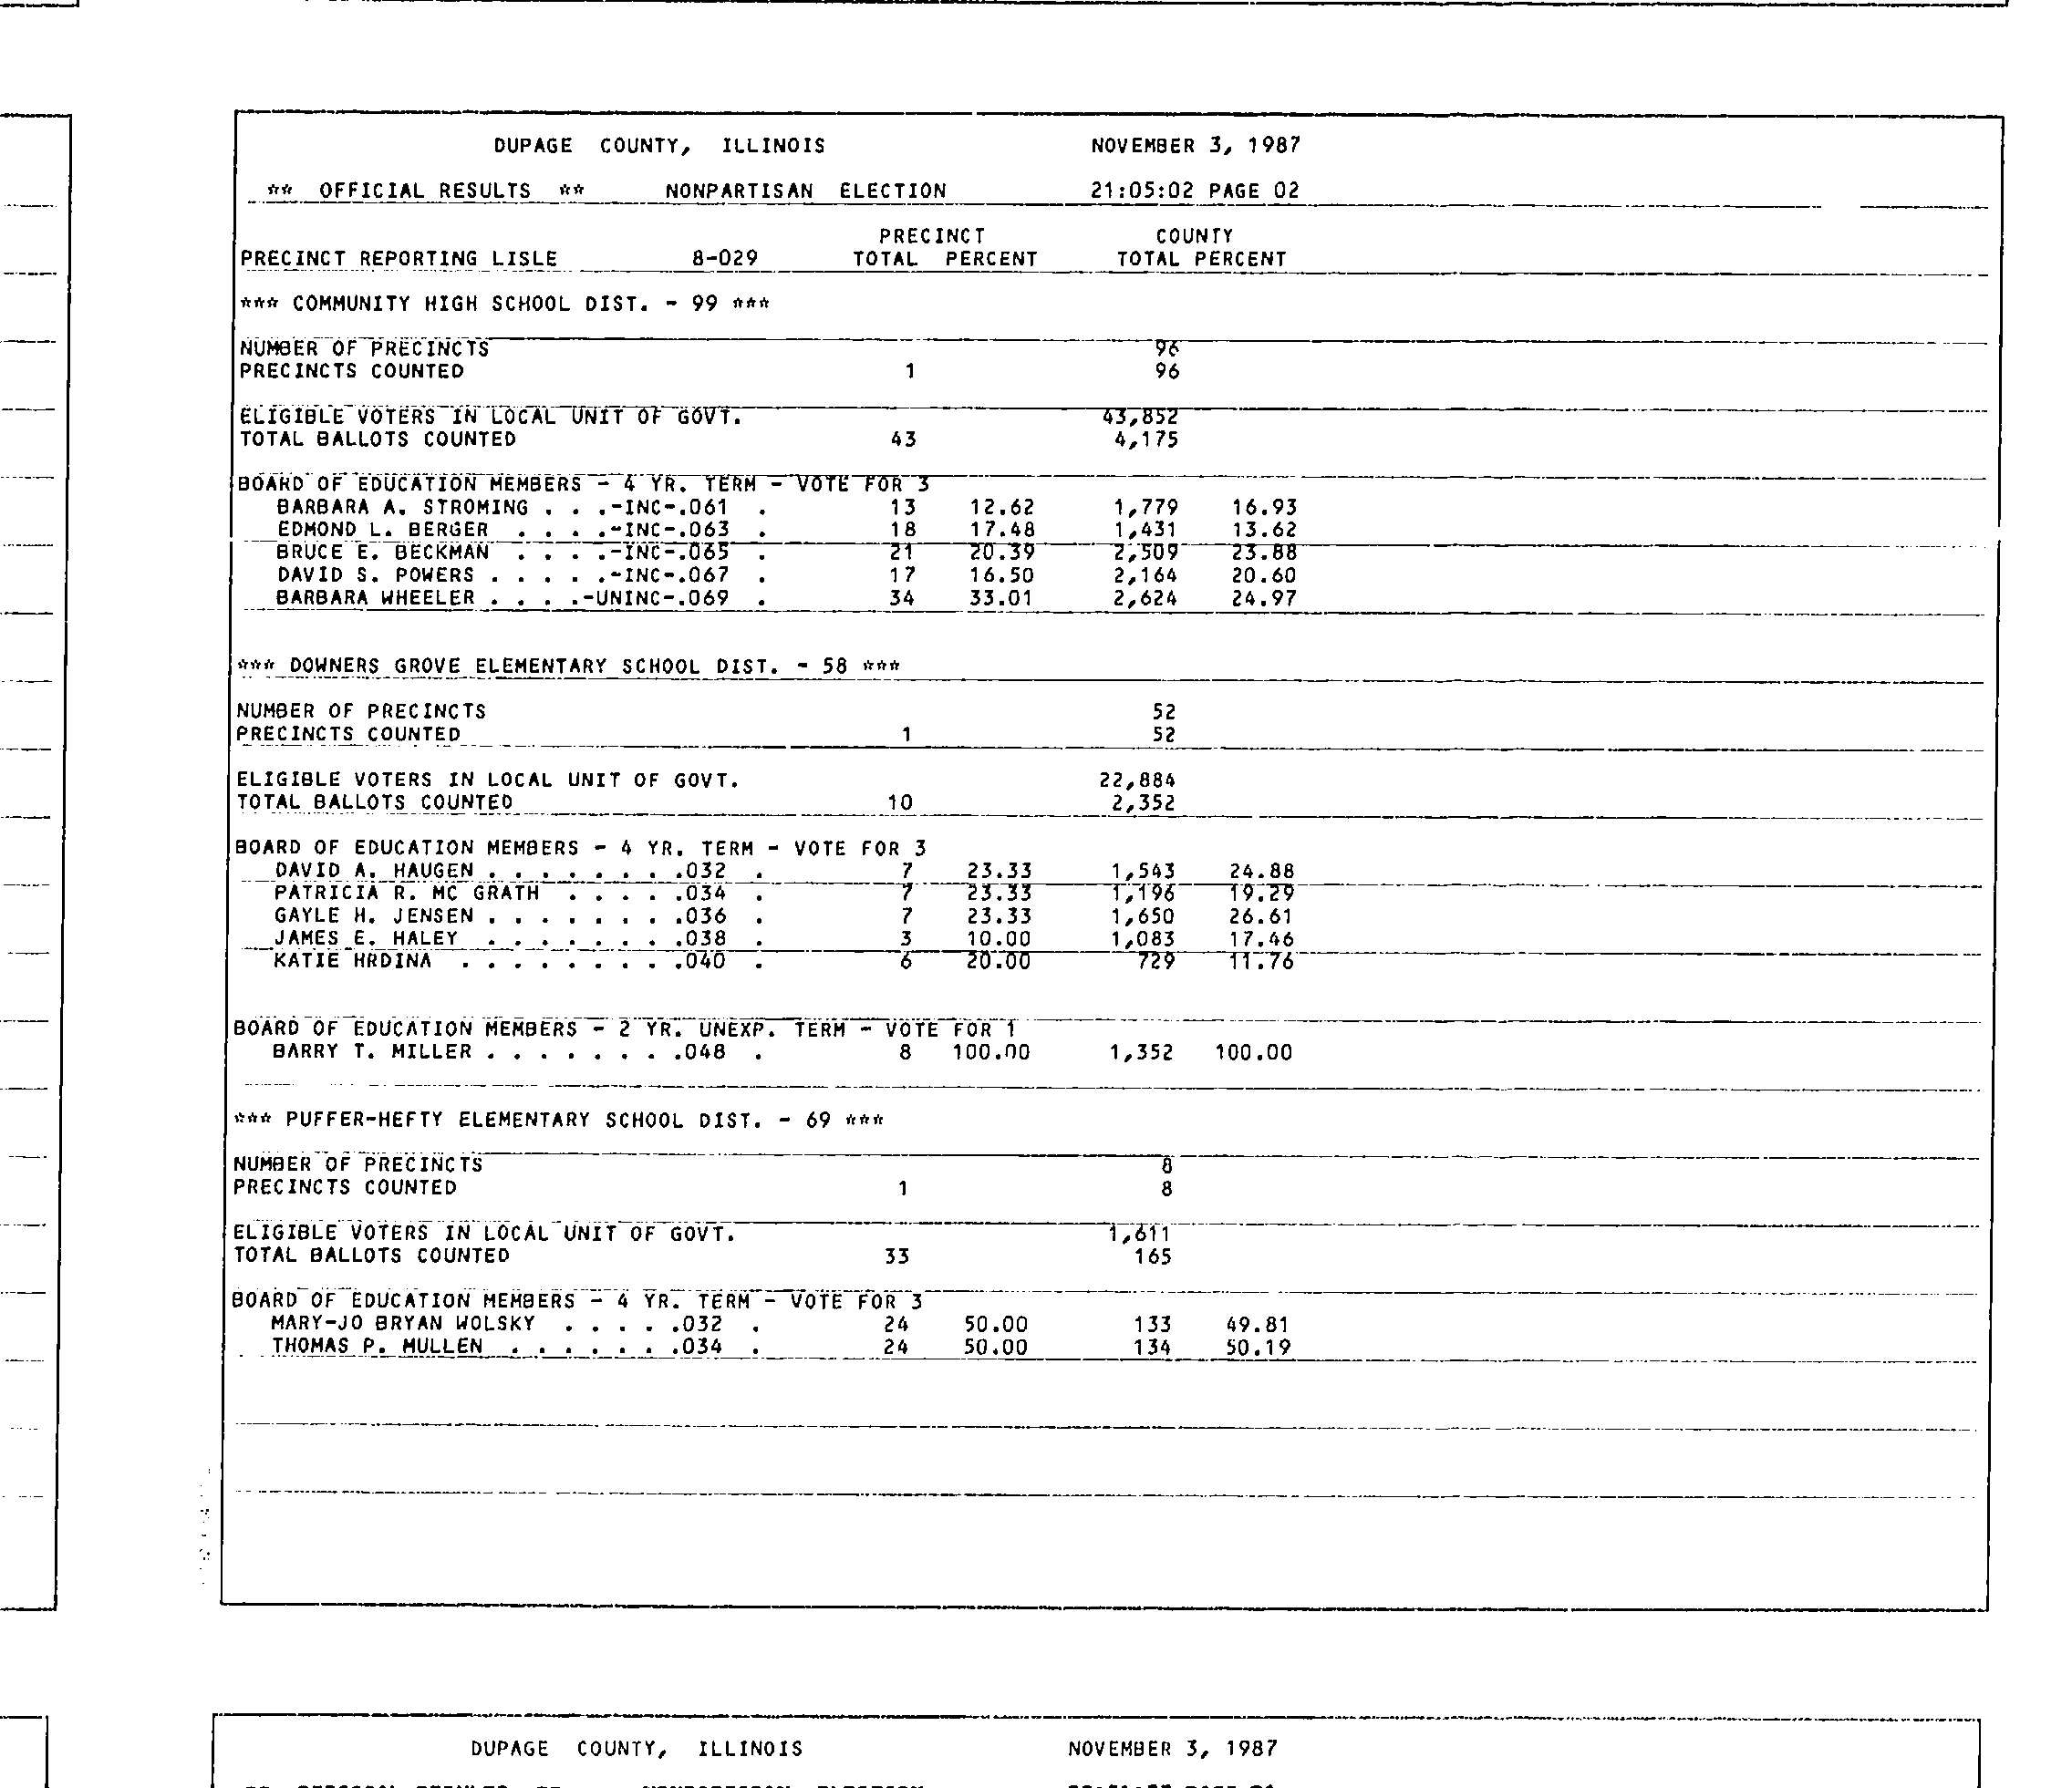 DUPAGE COUNTY, ILLINOIS NOVEMBER 3, 1987
** OFFICIAL RESULTS ** NONPARTISAN ELECTION 21:05:02 PAGE 02
PRECINCT COUNTY
PRECINCT REPORTING LISLE 8-029 TOTAL PERCENT TOTAL PERCENT
*** COMMUNITY HIGH SCHOOL DIST. - 99 ***
NUMBER OF PRECINCTS 96
PRECINCTS COUNTED 1 96
ELIGIBLE VOTERS IN LOCAL UNIT OF GOVT. 43,852
TOTAL BALLOTS COUNTED 43 4,175
BOARD OF EDUCATION MEMBERS - 4 YR. TERM - VOTE FOR 3
BARBARA A. STROMING . . .-INC-.061 . 13 12.62 1,779 16.93
EDMOND L. BERGER . . . .-INC-.063 . 18 17.48 1,431 13.62
BRUCE E. BECKMAN . . . .-INC-.065 . 21 20.39 2,509 23.88
DAVID S. POWERS . . . . .-INC-.067 . 17 16.50 2,164 20.60
BARBARA WHEELER . . . .-UNINC-.069 . 34 33.01 2,624 24.97
*** DOWNERS GROVE ELEMENTARY SCHOOL DIST. - 58 ***
NUMBER OF PRECINCTS 52
PRECINCTS COUNTED 1 52
ELIGIBLE VOTERS IN LOCAL UNIT OF GOVT. 22,884
TOTAL BALLOTS COUNTED 10 2,352
BOARD OF EDUCATION MEMBERS - 4 YR. TERM - VOTE FOR 3
DAVID A. HAUGEN . . . . . . . .032 . 7 23.33 1,543 24.88
PATRICIA R. MC GRATH . . . . .034 . 7 23.33 1,196 19.29
GAYLE H. JENSEN . . . . . . . .036 . 7 23.33 1,650 26.61
JAMES E. HALEY . . . . . . . .038 . 3 10.00 1,083 17.46
KATIE HRDINA . . . . . . . . .040 . 6 20.00 729 11.76
BOARD OF EDUCATION MEMBERS - 2 YR. UNEXP. TERM - VOTE FOR 1
BARRY T. MILLER . . . . . . . .048 . 8 100.00 1,352 100.00
*** PUFFER-HEFTY ELEMENTARY SCHOOL DIST. - 69 ***
NUMBER OF PRECINCTS 8
PRECINCTS COUNTED 1 8
ELIGIBLE VOTERS IN LOCAL UNIT OF GOVT. 1,611
TOTAL BALLOTS COUNTED 33 165
BOARD OF EDUCATION MEMBERS - 4 YR. TERM - VOTE FOR 3
MARY-JO BRYAN WOLSKY . . . . .032 . 24 50.00 133 49.81
THOMAS P. MULLEN . . . . . . .034 . 24 50.00 134 50.19
DUPAGE COUNTY, ILLINOIS NOVEMBER 3, 1987